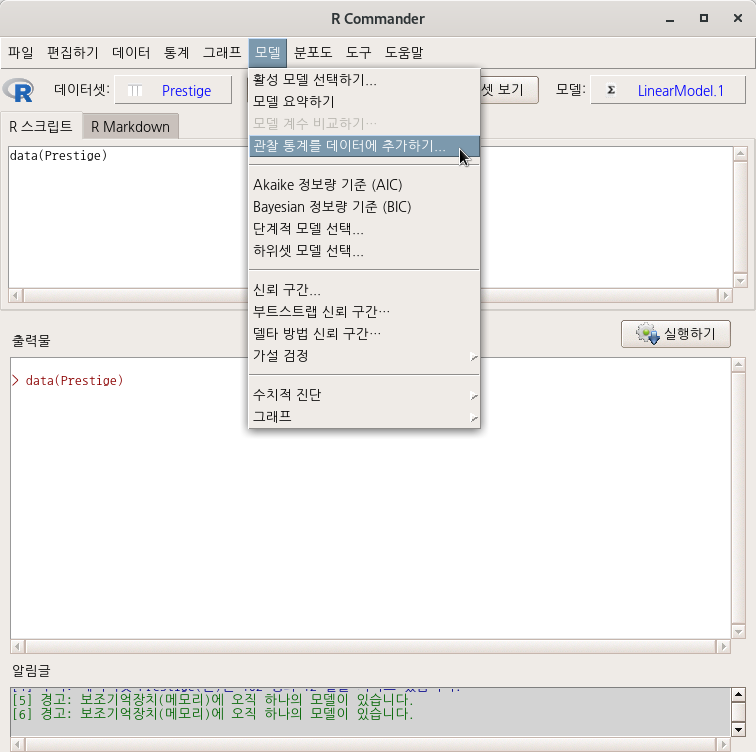 R Commander
파일 편집하기 데이터 통계 그래프 모델 분포도 도구 도움말
데이터셋: Prestige 셋 보기 모델: Σ LinearModel.1
R 스크립트 R Markdown
data(Prestige)
활성 모델 선택하기...
모델 요약하기
모델 계수 비교하기…
관찰 통계를 데이터에 추가하기...
Akaike 정보량 기준 (AIC)
Bayesian 정보량 기준 (BIC)
단계적 모델 선택...
하위셋 모델 선택...
신뢰 구간...
부트스트랩 신뢰 구간…
델타 방법 신뢰 구간…
가설 검정
수치적 진단
그래프
출력물
실행하기
> data(Prestige)
알림글
[5] 경고: 보조기억장치(메모리)에 오직 하나의 모델이 있습니다.
[6] 경고: 보조기억장치(메모리)에 오직 하나의 모델이 있습니다.